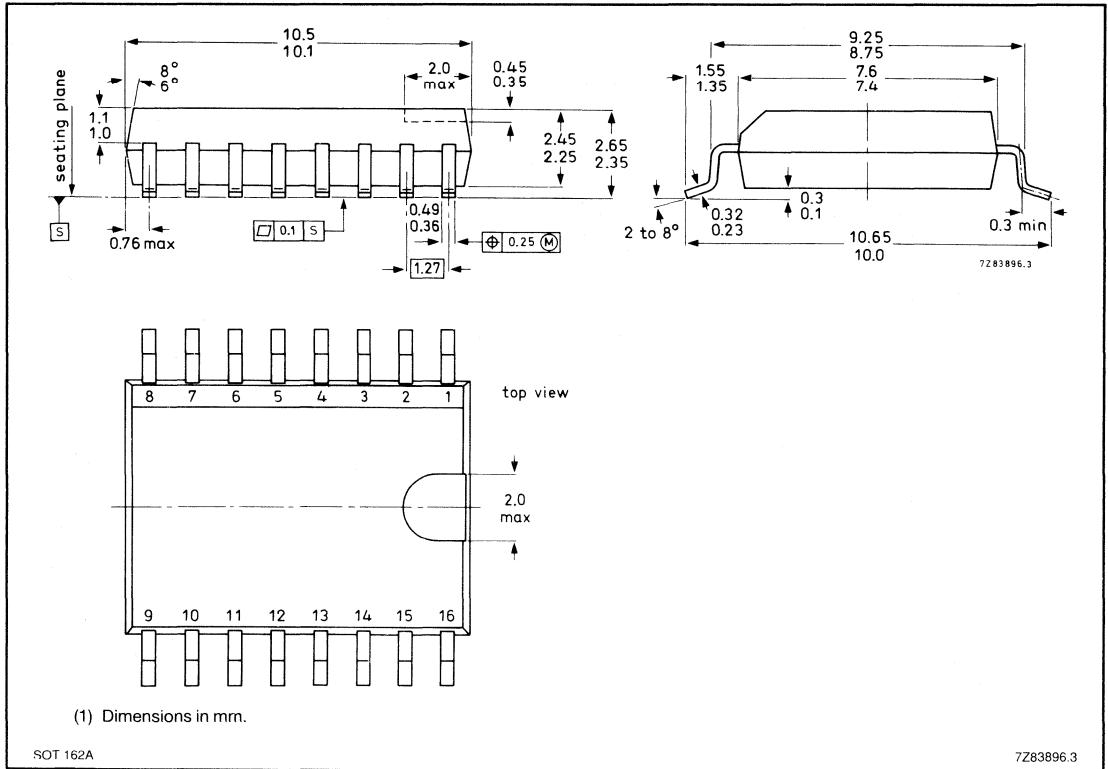 10.5
10.1
8°
6°
2.0
max
0.45
0.35
seating plane
1.1
1.0
2.45
2.25
2.65
2.35
S
0.76 max
0.1 S
0.49
0.36
0.25 M
1.27
9.25
8.75
1.55
1.35
7.6
7.4
2 to 8°
0.32
0.23
0.3
0.1
0.3 min
10.65
10.0
7Z83896.3
8 7 6 5 4 3 2 1
top view
2.0
max
9 10 11 12 13 14 15 16
(1) Dimensions in mm.
SOT 162A
7Z83896.3